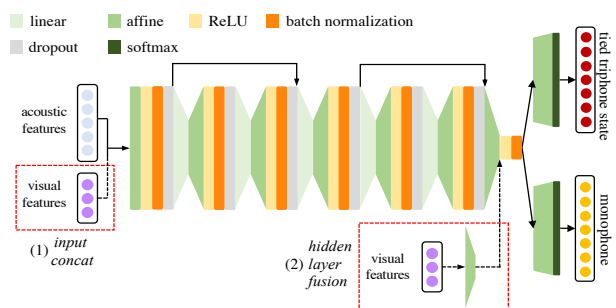 linear
affine
ReLU
batch normalization
dropout
softmax
acoustic
features
visual
features
(1) input
concat
hidden
(2) layer
fusion
visual
features
tied
triphone
state
monophone